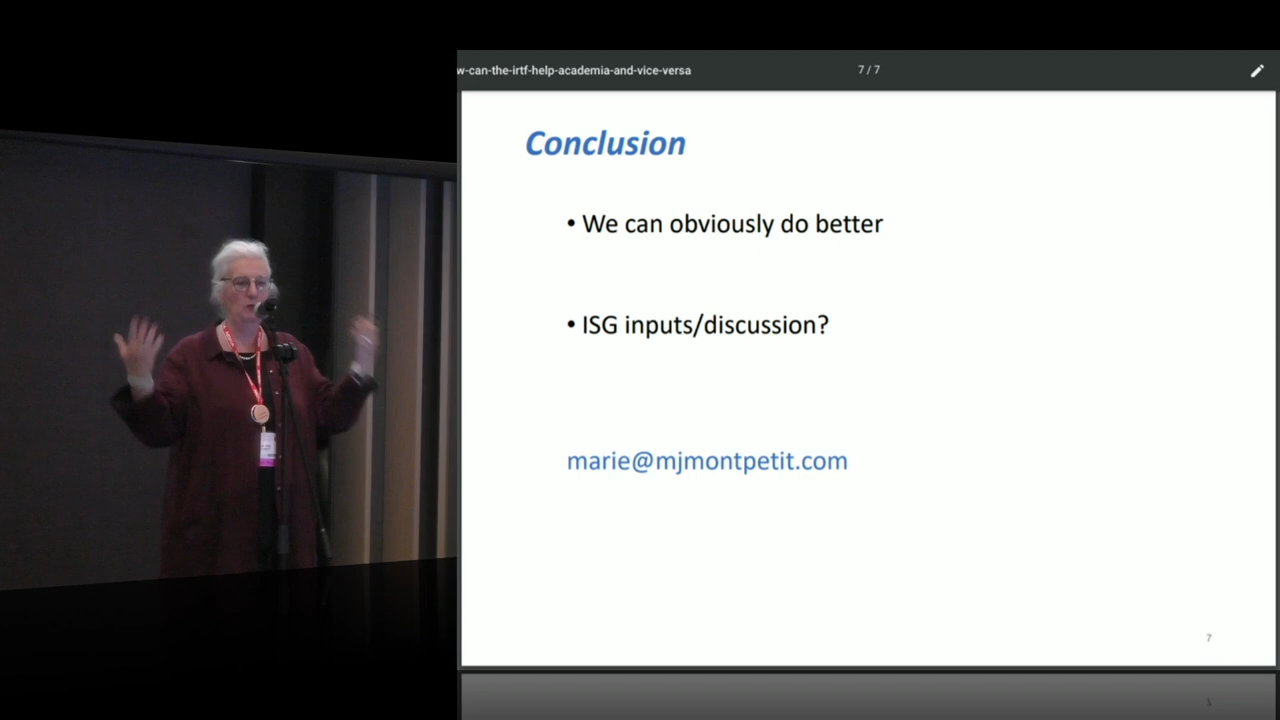 w-can-the-irtf-help-academia-and-vice-versa
7 / 7
Conclusion
• We can obviously do better
• ISG inputs/discussion?
marie@mjmontpetit.com
7